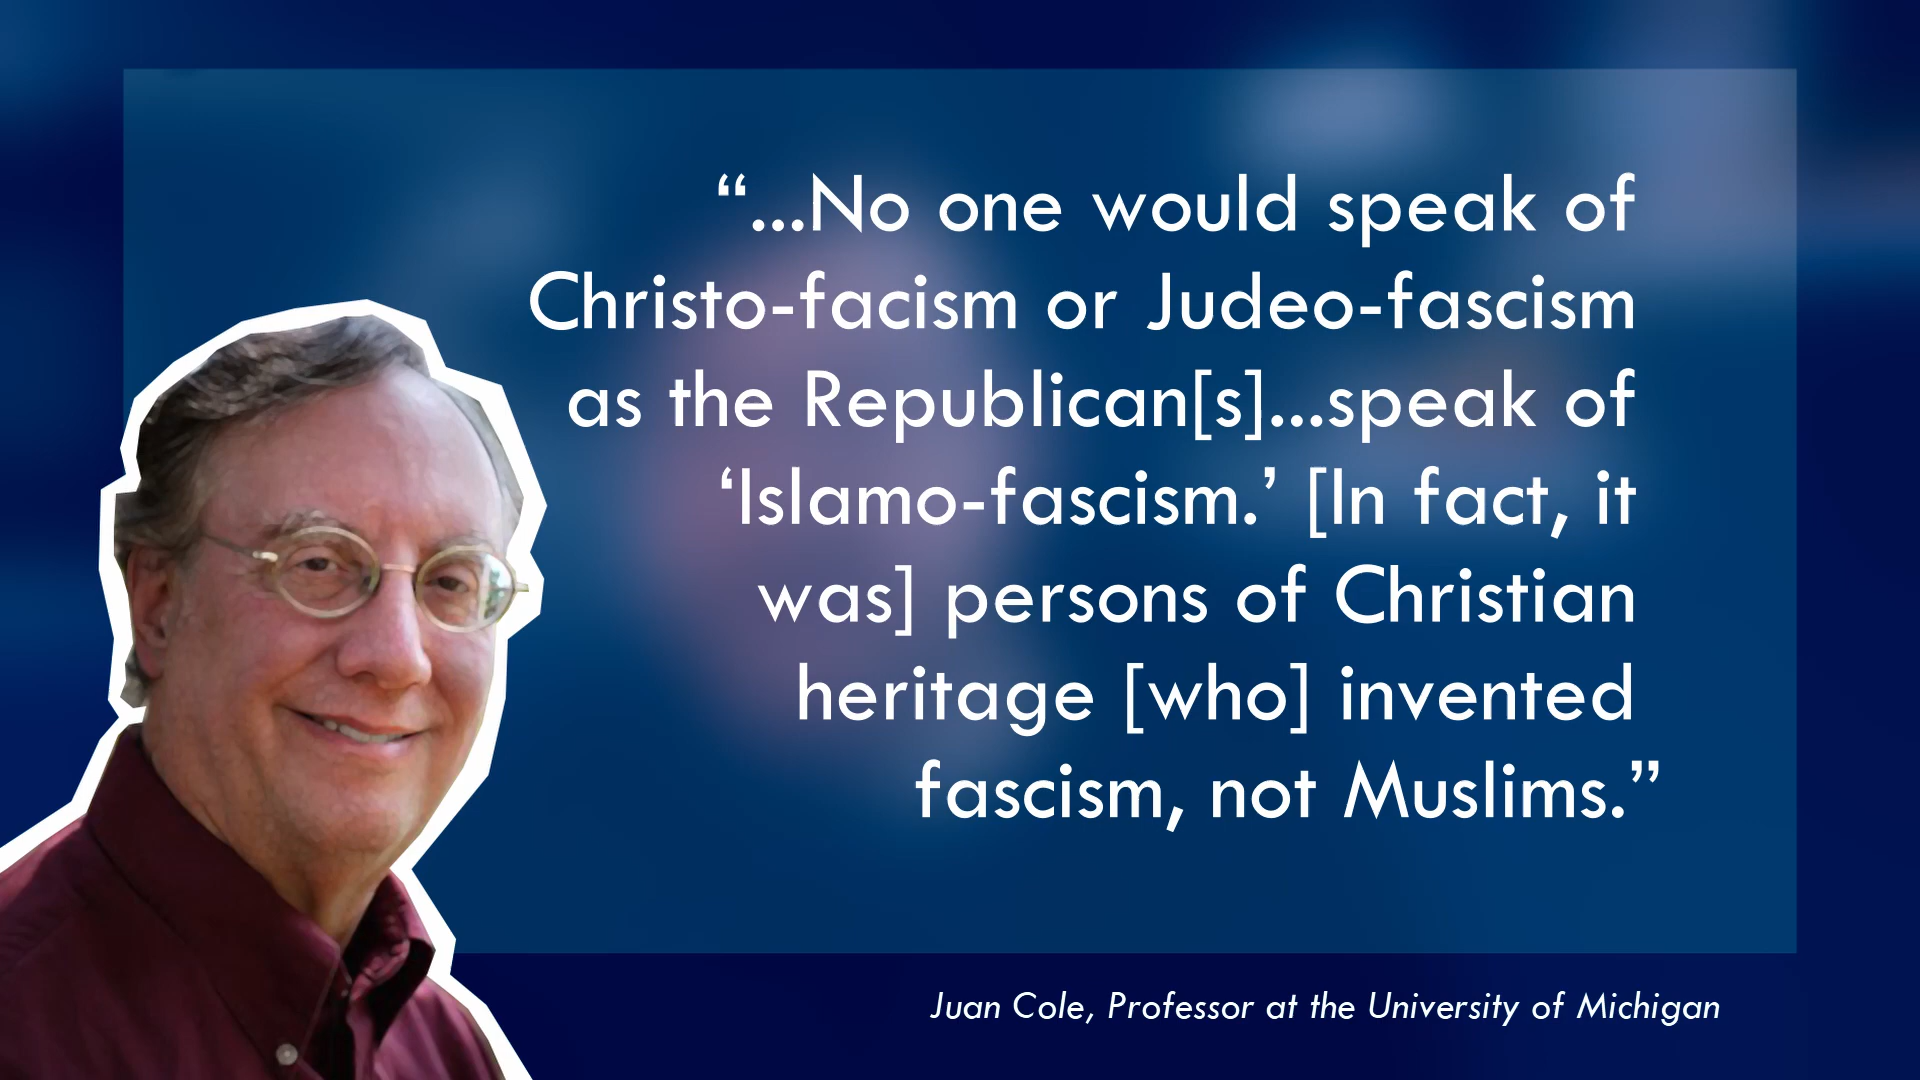 “...No one would speak of
Christo-facism or Judeo-fascism
as the Republican[s]...speak of
‘Islamo-fascism.’ [In fact, it
was] persons of Christian
heritage [who] invented
fascism, not Muslims.”
Juan Cole, Professor at the University of Michigan